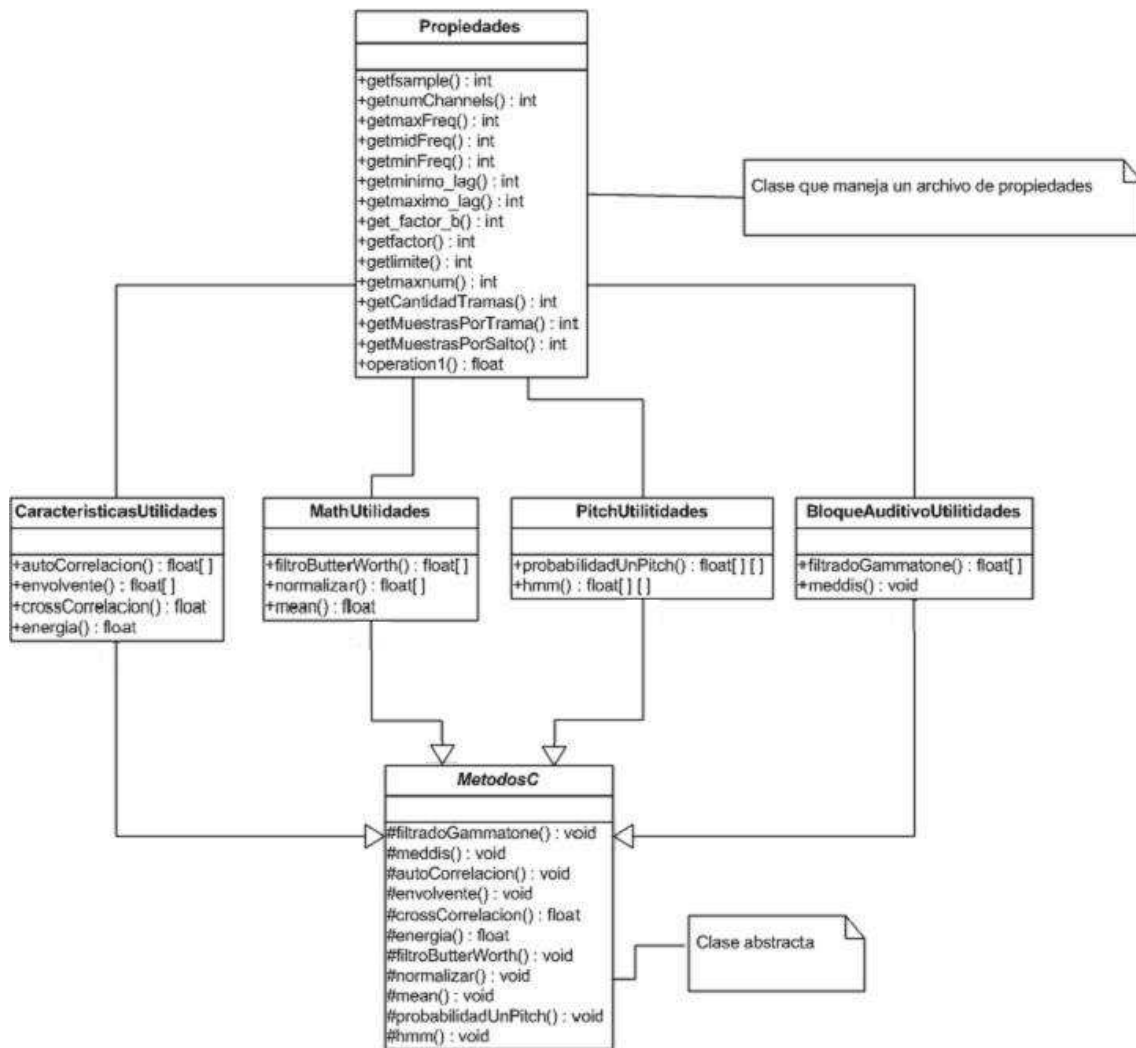 Propiedades
+getfsample() : int
+getnumChannels() : int
+getmaxFreq() : int
+getmidFreq() : int
+getminFreq() : int
+getminimo_lag() : int
+getmaximo_lag() : int
+get_factor_b() : int
+getfactor() : int
+getlimite() : int
+getmaxnum() : int
+getCantidadTramas() : int
+getMuestrasPorTrama() : int
+getMuestrasPorSalto() : int
+operation1() : float
Clase que maneja un archivo de propiedades
CaracteristicasUtilidades
+autoCorrelacion() : float[ ]
+envolvente() : float[ ]
+crossCorrelacion() : float
+energia() : float
MathUtilidades
+filtroButterWorth() : float[ ]
+normalizar() : float[ ]
+mean() : float
PitchUtilitidades
+probabilidadUnPitch() : float[ ] [ ]
+hmm() : float[ ] [ ]
BloqueAuditivoUtilitidades
+filtradoGammatone() : float[ ]
+meddis() : void
MetodosC
#filtradoGammatone() : void
#meddis() : void
#autoCorrelacion() : void
#envolvente() : void
#crossCorrelacion() : float
#energia() : float
#filtroButterWorth() : void
#normalizar() : void
#mean() : void
#probabilidadUnPitch() : void
#hmm() : void
Clase abstracta